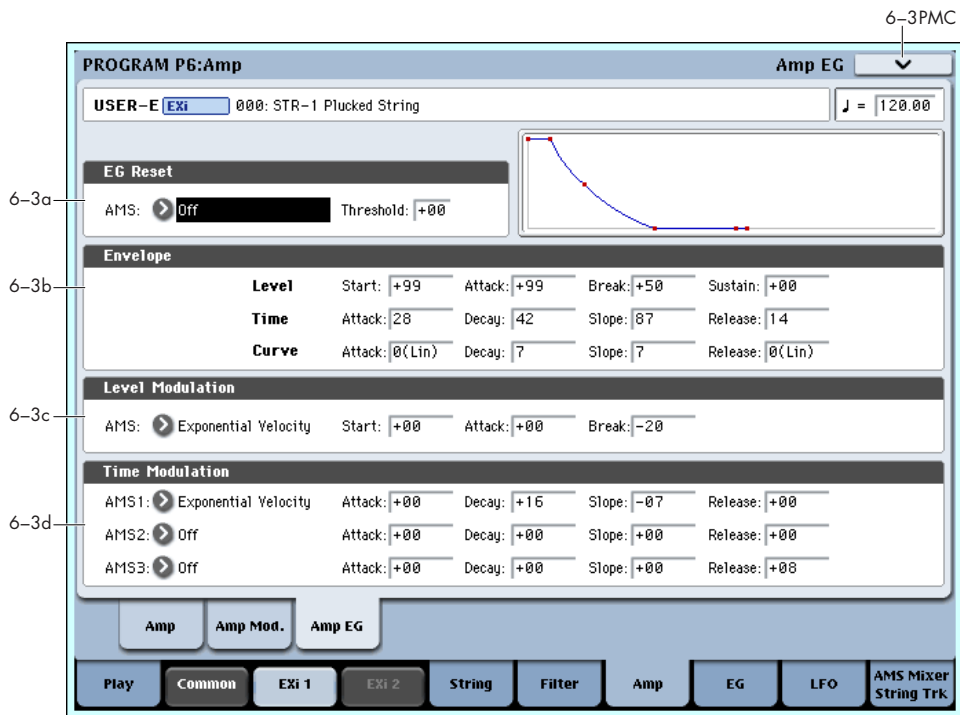 6–3PMC
PROGRAM P6:Amp Amp EG
USER–E EXi 000: STR–1 Plucked String ♩ = 120.00
EG Reset
6–3a AMS: Off Threshold: +00
Envelope
6–3b Level Start: +99 Attack: +99 Break: +50 Sustain: +00
Time Attack: 28 Decay: 42 Slope: 87 Release: 14
Curve Attack: 0(Lin) Decay: 7 Slope: 7 Release: 0(Lin)
Level Modulation
6–3c AMS: Exponential Velocity Start: +00 Attack: +00 Break: –20
Time Modulation
AMS1: Exponential Velocity Attack: +00 Decay: +16 Slope: –07 Release: +00
6–3d AMS2: Off Attack: +00 Decay: +00 Slope: +00 Release: +00
AMS3: Off Attack: +00 Decay: +00 Slope: +00 Release: +08
Amp Amp Mod. Amp EG
Play Common EXi 1 EXi 2 String Filter Amp EG LFO AMS Mixer
String Trk